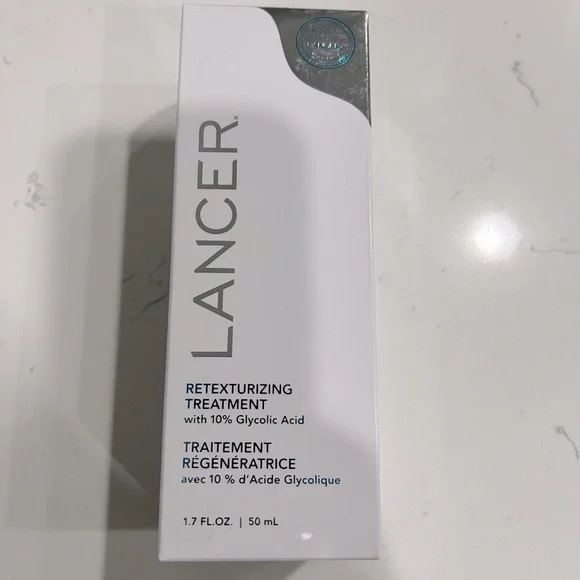 LANCER®
RETEXTURIZING
TREATMENT
with 10% Glycolic Acid
TRAITEMENT
RÉGÉNÉRATRICE
avec 10 % d'Acide Glycolique
1.7 FL.OZ. | 50 mL